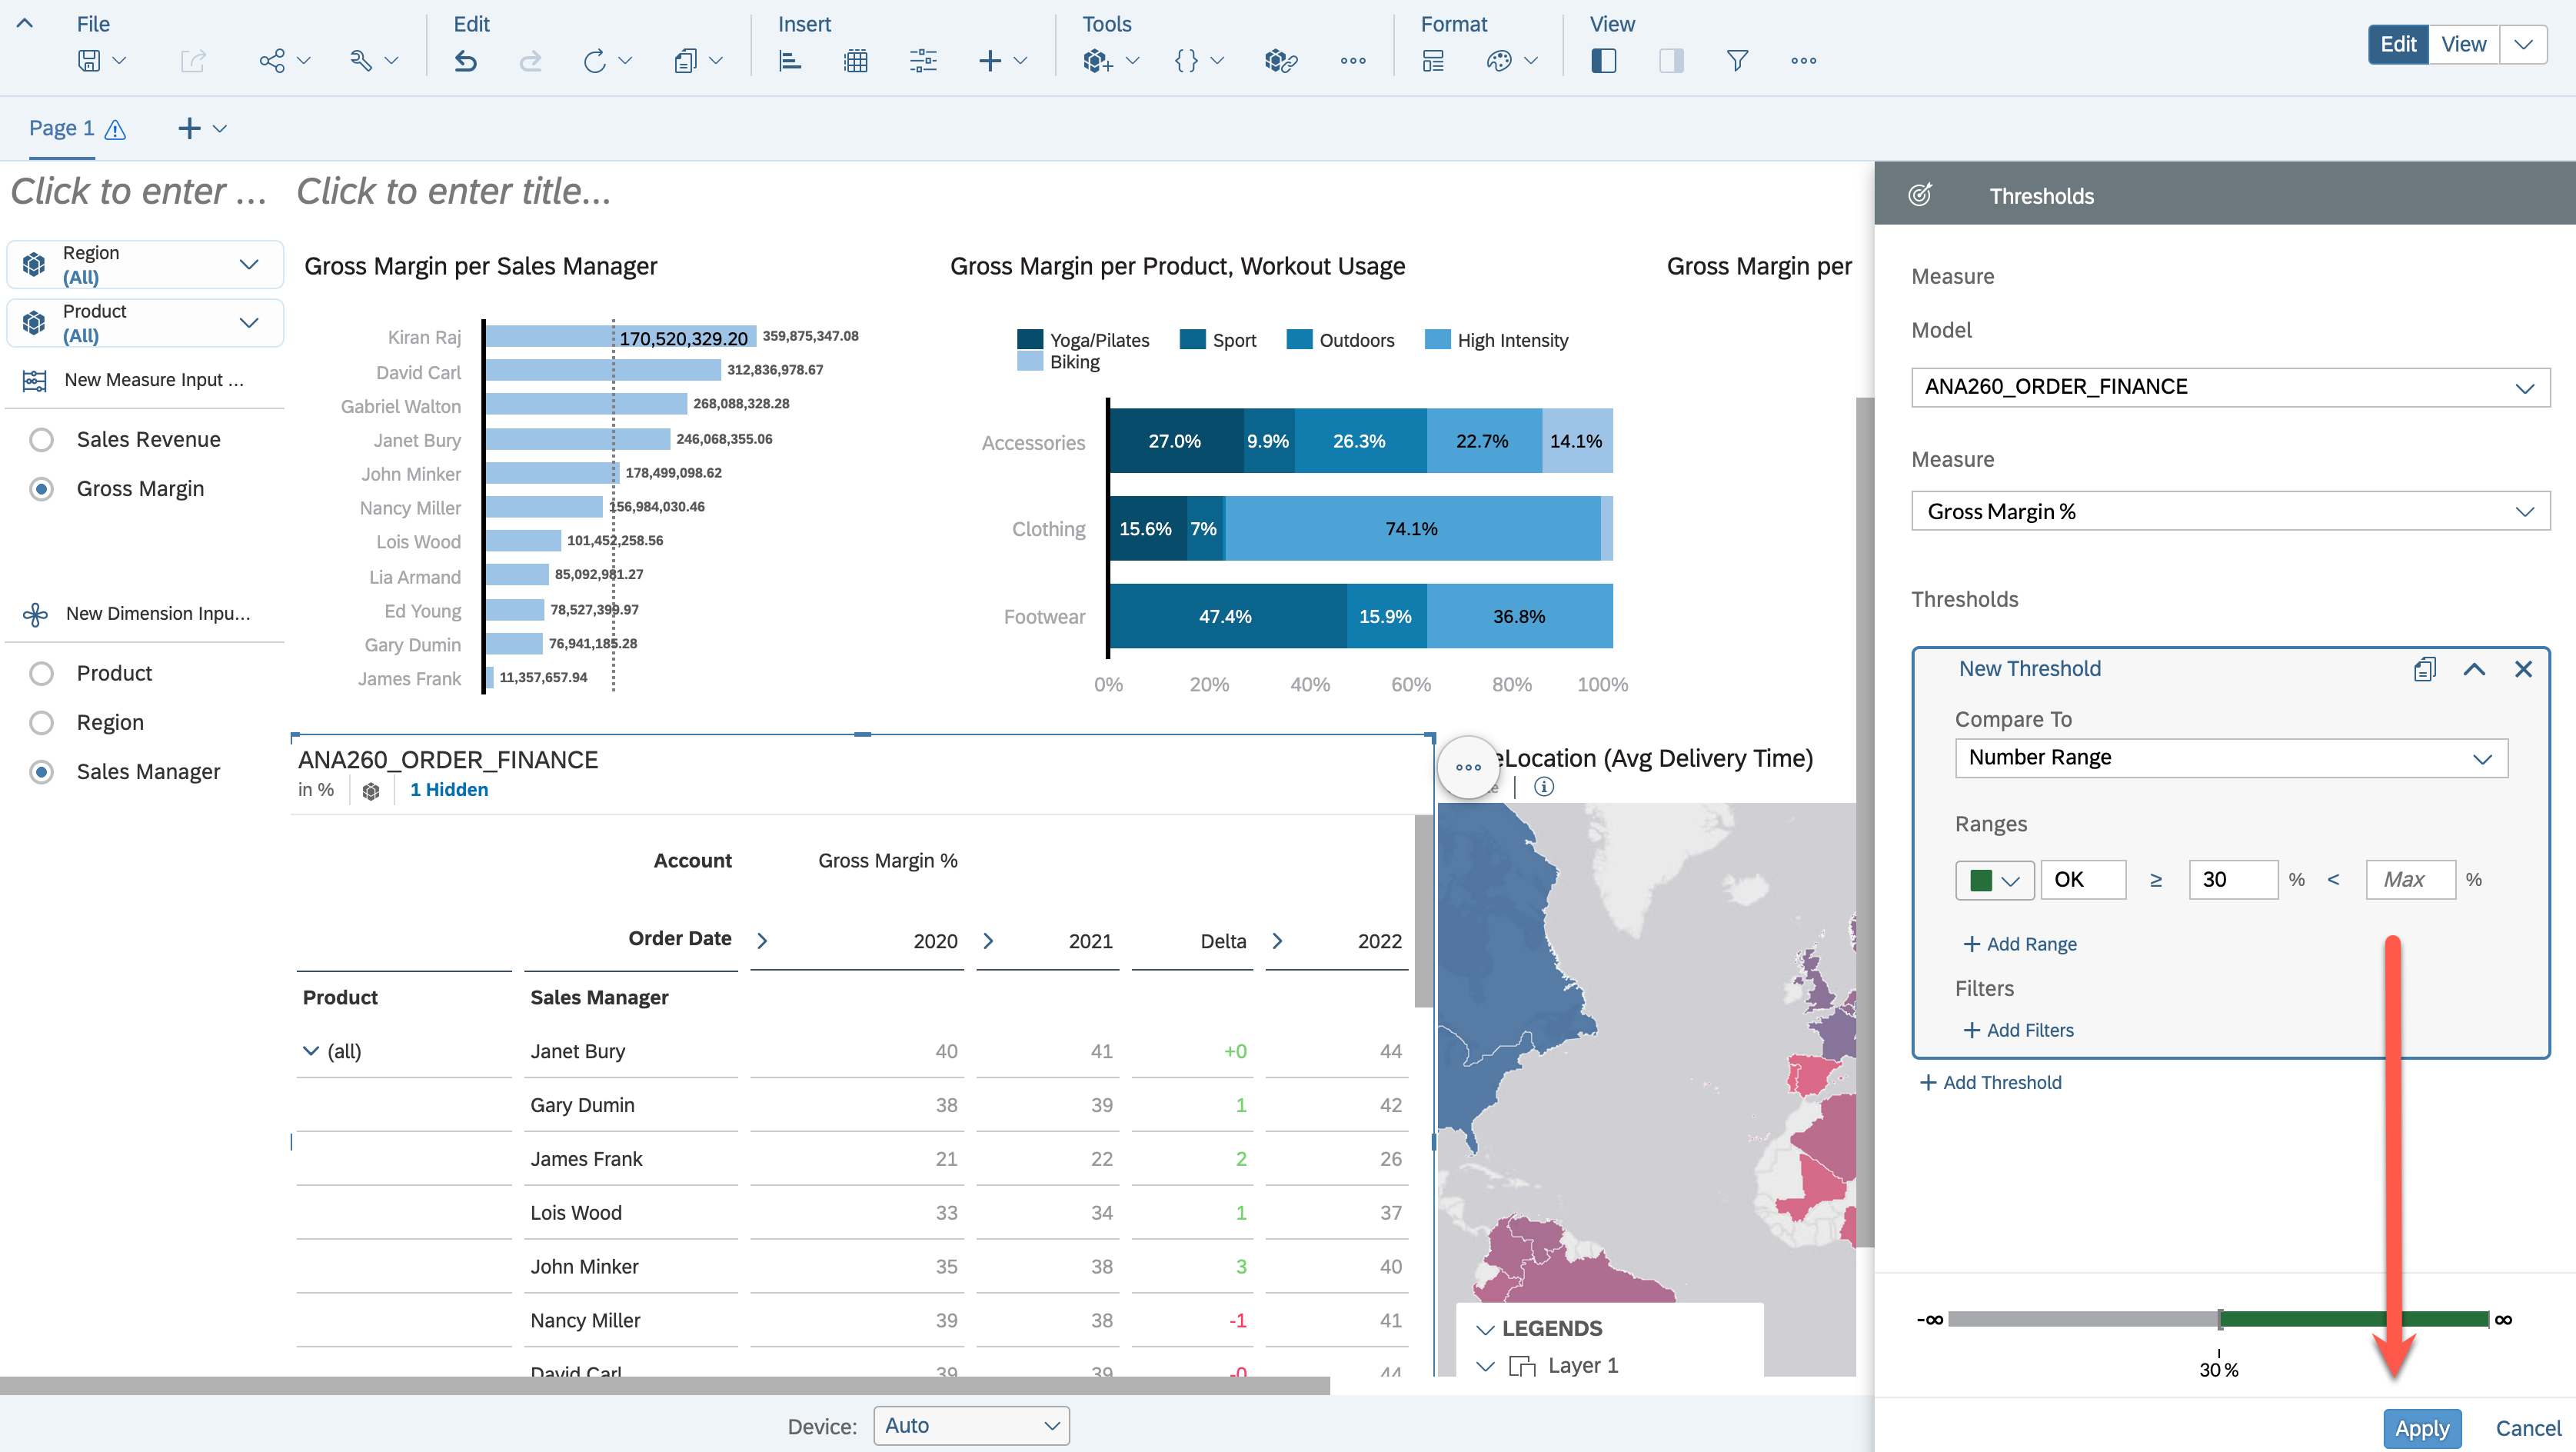 File
Edit
Insert
Tools
Format
View
Edit
View
Page 1
Click to enter ...
Click to enter title...
Thresholds
Region
(All)
Product
(All)
New Measure Input ...
Sales Revenue
Gross Margin
New Dimension Inpu...
Product
Region
Sales Manager
Gross Margin per Sales Manager
Kiran Raj
170,520,329.20
359,875,347.08
David Carl
312,836,978.67
Gabriel Walton
268,088,328.28
Janet Bury
246,068,355.06
John Minker
178,499,098.62
Nancy Miller
156,984,030.46
Lois Wood
101,452,258.56
Lia Armand
85,092,981.27
Ed Young
78,527,399.97
Gary Dumin
76,941,185.28
James Frank
11,357,657.94
Gross Margin per Product, Workout Usage
Yoga/Pilates
Sport
Outdoors
High Intensity
Biking
Accessories
27.0%
9.9%
26.3%
22.7%
14.1%
Clothing
15.6%
7%
74.1%
Footwear
47.4%
15.9%
36.8%
0%
20%
40%
60%
80%
100%
Gross Margin per
ANA260_ORDER_FINANCE
in %
1 Hidden
Account
Gross Margin %
Order Date
2020
2021
Delta
2022
Product
Sales Manager
(all)
Janet Bury
40
41
+0
44
Gary Dumin
38
39
1
42
James Frank
21
22
2
26
Lois Wood
33
34
1
37
John Minker
35
38
3
40
Nancy Miller
39
38
-1
41
David Carl
39
39
-0
44
eLocation (Avg Delivery Time)
LEGENDS
Layer 1
Measure
Model
ANA260_ORDER_FINANCE
Measure
Gross Margin %
Thresholds
New Threshold
Compare To
Number Range
Ranges
OK
≥
30
%
<
Max
%
+ Add Range
Filters
+ Add Filters
+ Add Threshold
-∞
∞
30 %
Device:
Auto
Apply
Cancel